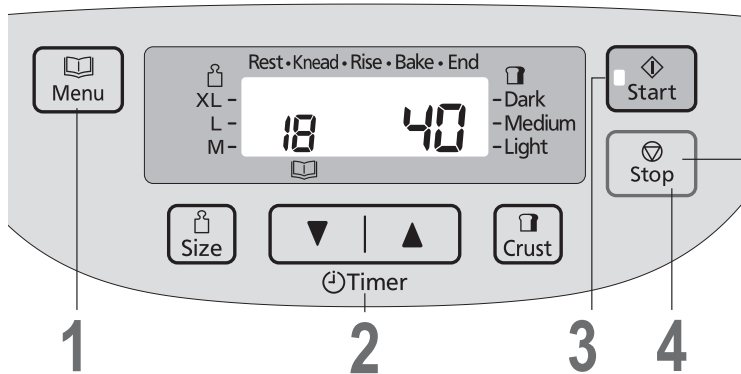 Rest • Knead • Rise • Bake • End
Menu
XL –
L –
M –
18
40
– Dark
– Medium
– Light
Start
Stop
Size
Crust
Timer
1
2
3
4